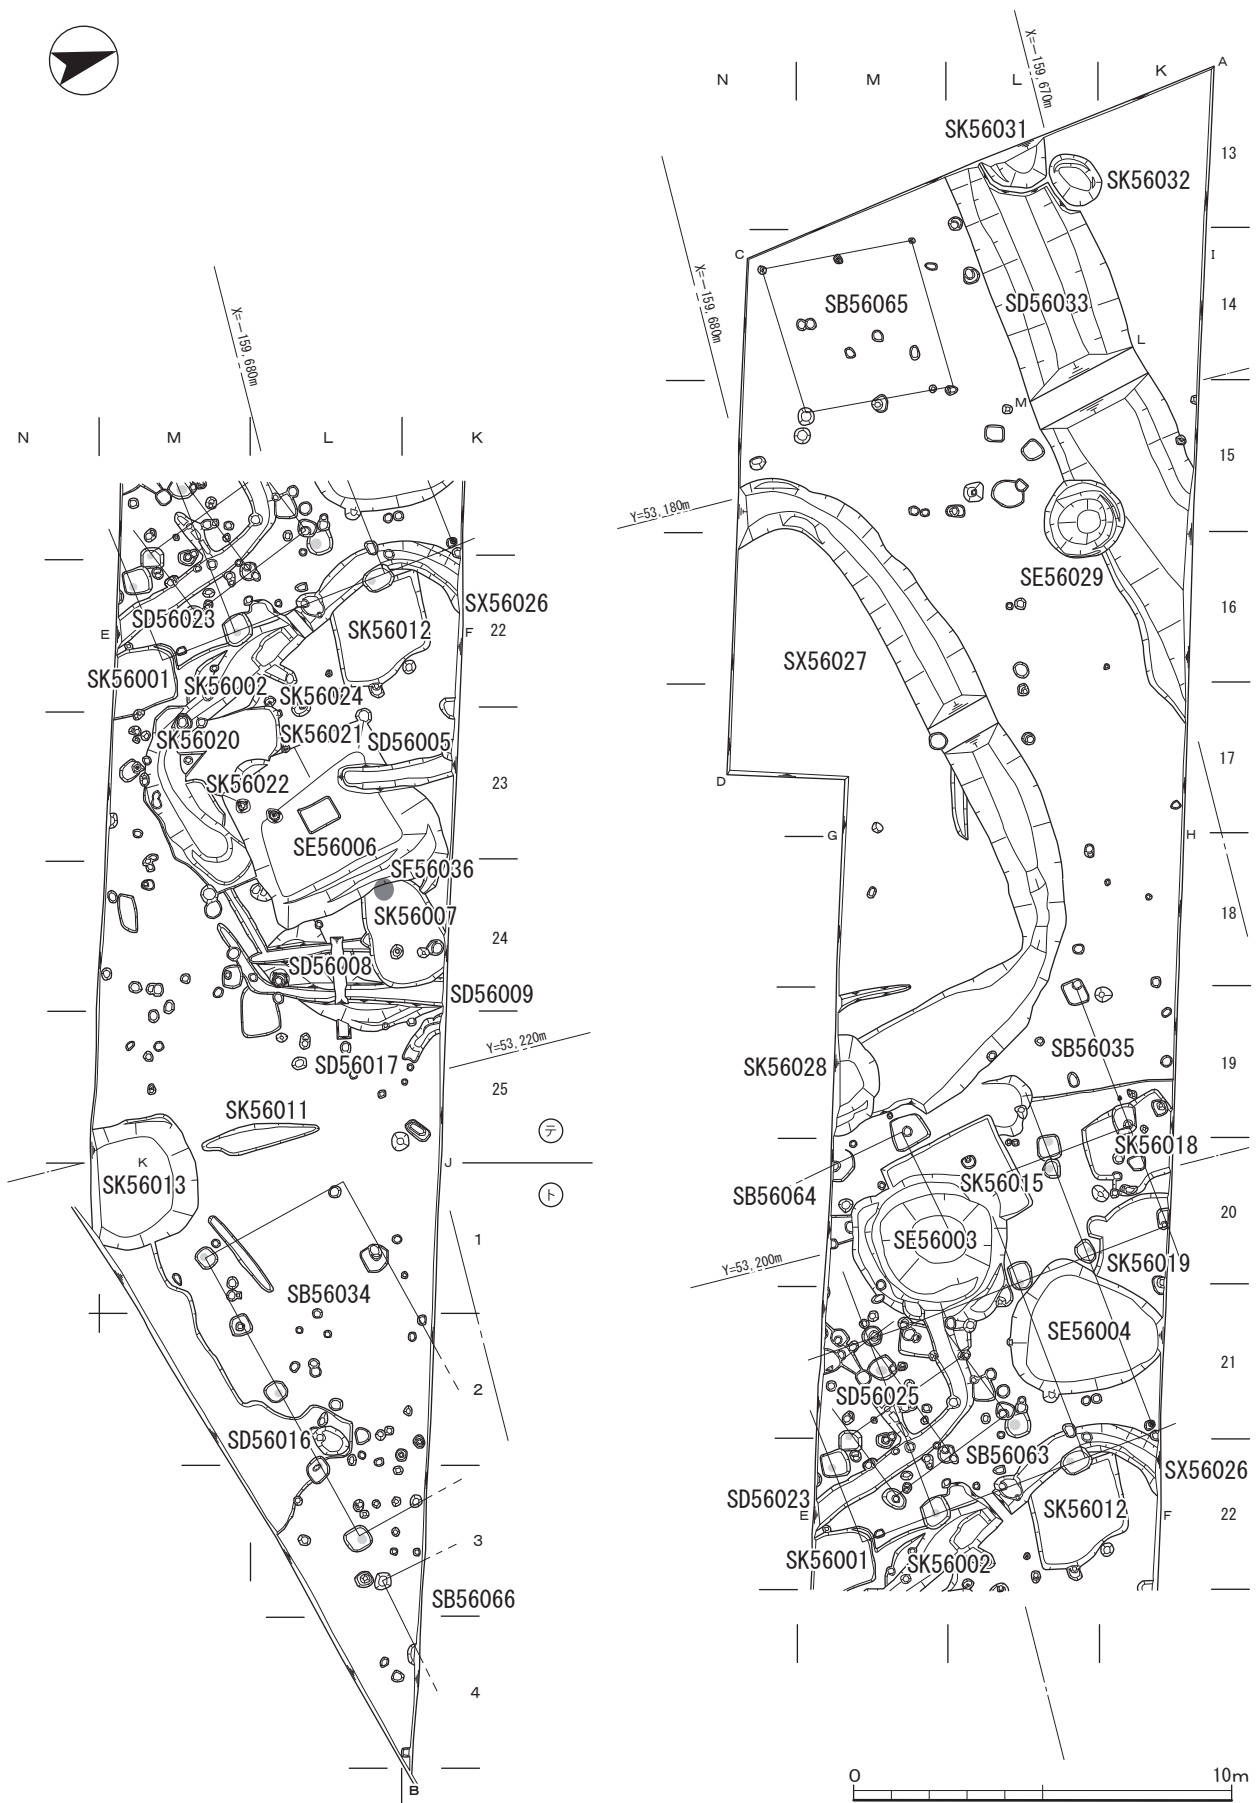 N M L K
X=-159,680m
E
SD56023
SX56026
F
22
SK56012
SK56001
SK56002
SK56024
SK56020
SK56021
SD56005
SK56022
23
SE56006
SF56036
SK56007
24
SD56008
SD56009
Y=53,220m
SD56017
25
SK56011
テ
K
J
SK56013
ト
1
SB56034
2
SD56016
3
SB56066
4
B
N M L K A
X=-159,670m
SK56031
13
SK56032
C
I
X=-159,680m
SB56065
SD56033
14
L
M
15
Y=53,180m
SE56029
16
SX56027
17
D
G
H
18
SB56035
SK56028
19
SK56018
SB56064
SK56015
20
SE56003
Y=53,200m
SK56019
SE56004
21
SD56025
SB56063
SX56026
SD56023
E
SK56012
F
22
SK56001
SK56002
0 10m